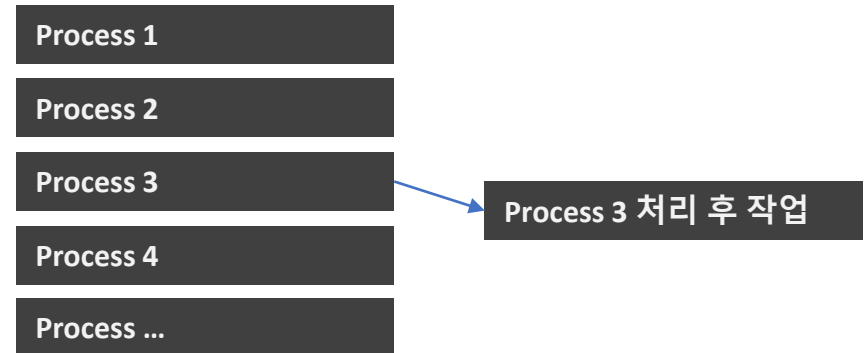 Process 1
Process 2
Process 3
Process 3 처리 후 작업
Process 4
Process ...